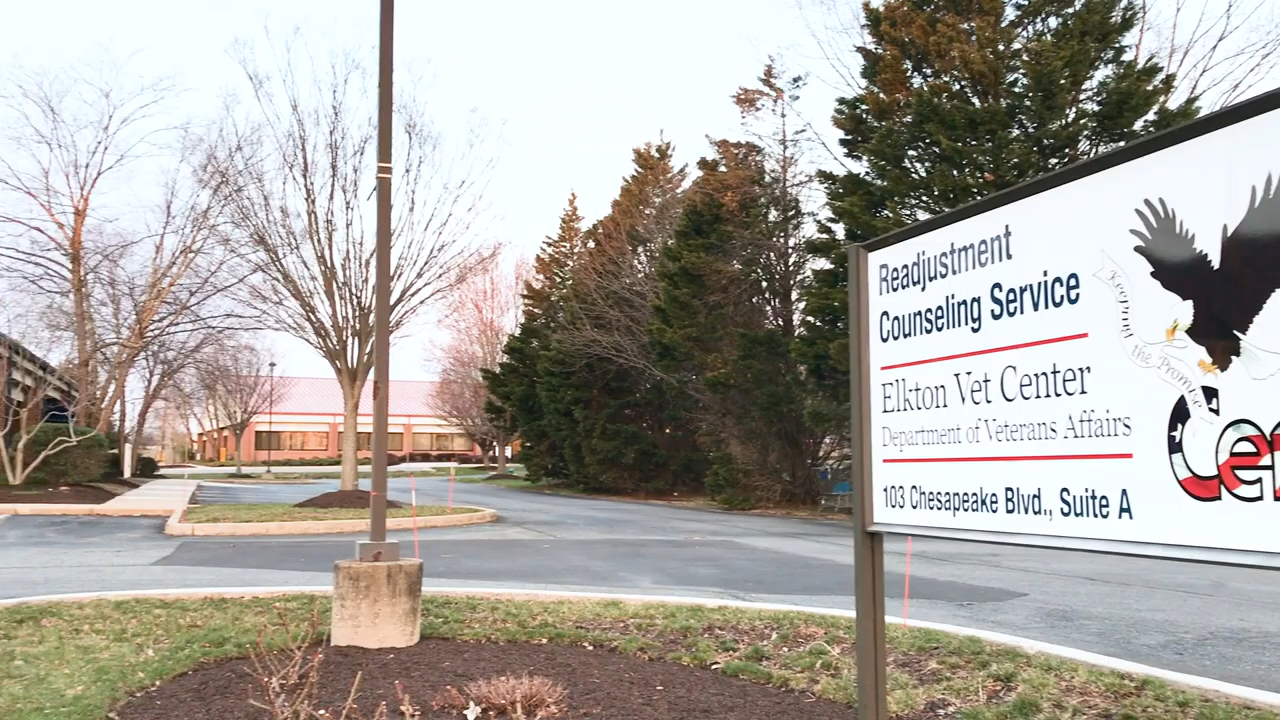 Readjustment
Counseling Service
Elkton Vet Center
Department of Veterans Affairs
103 Chesapeake Blvd., Suite A
Keeping the Promise
Cen